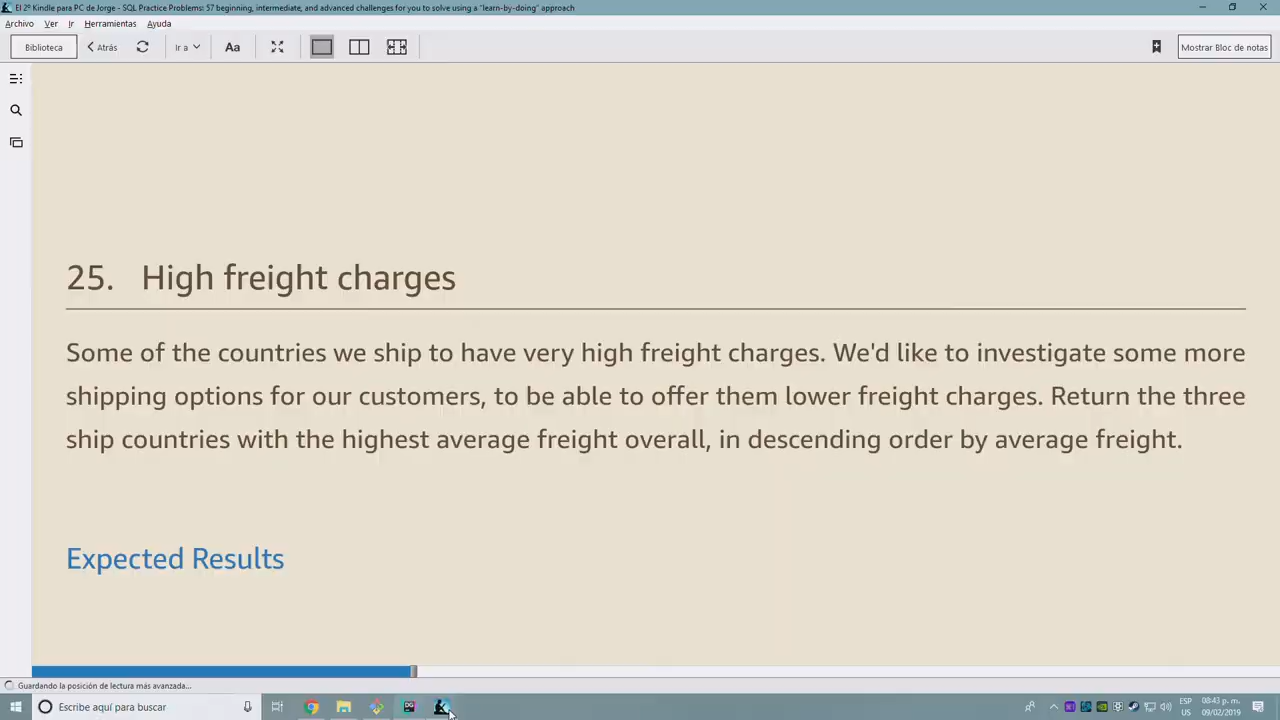 El 2º Kindle para PC de Jorge - SQL Practice Problems: 57 beginning, intermediate, and advanced challenges for you to solve using a "learn-by-doing" approach
Archivo Ver Ir Herramientas Ayuda
Biblioteca Atrás Ir a Aa Mostrar Bloc de notas
25. High freight charges
Some of the countries we ship to have very high freight charges. We'd like to investigate some more
shipping options for our customers, to be able to offer them lower freight charges. Return the three
ship countries with the highest average freight overall, in descending order by average freight.
Expected Results
Guardando la posición de lectura más avanzada...
Escribe aquí para buscar
ESP 08:43 p. m.
US 09/02/2019